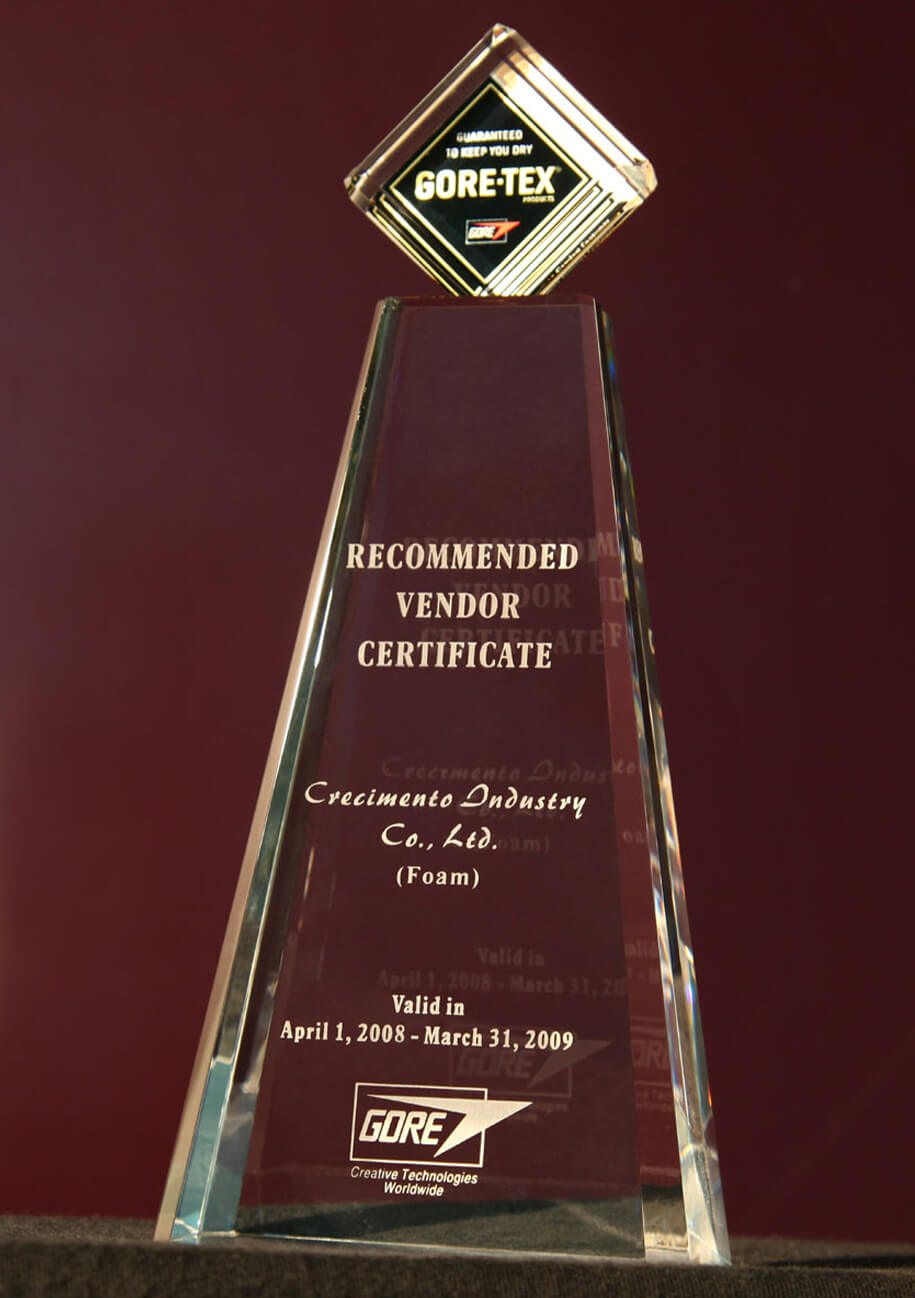 GUARANTEED
TO KEEP YOU DRY
GORE-TEX®
PRODUCTS
GORE
RECOMMENDED
VENDOR
CERTIFICATE
Crecimento Industry
Co., Ltd.
(Foam)
Valid in
April 1, 2008 - March 31, 2009
GORE
Creative Technologies
Worldwide